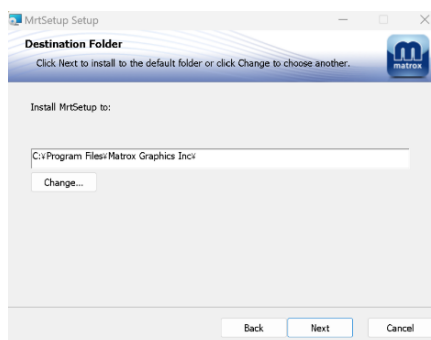 MrtSetup Setup
Destination Folder
Click Next to install to the default folder or click Change to choose another.
matrox
Install MrtSetup to:
C:¥Program Files¥Matrox Graphics Inc¥
Change...
Back Next Cancel